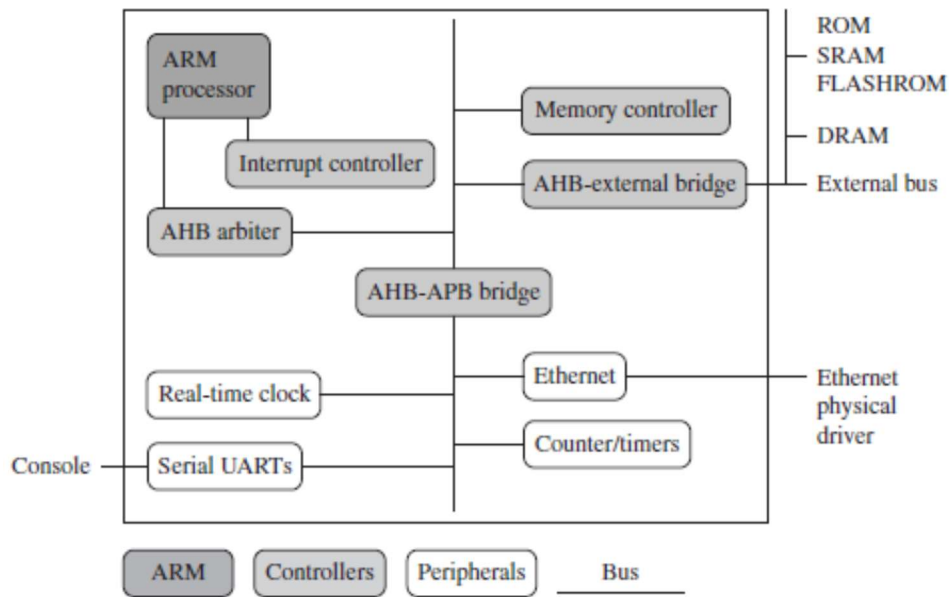 ROM
SRAM
FLASHROM
DRAM
External bus
ARM
processor
Memory controller
Interrupt controller
AHB-external bridge
AHB arbiter
AHB-APB bridge
Real-time clock
Ethernet
Ethernet
physical
driver
Counter/timers
Console
Serial UARTs
ARM
Controllers
Peripherals
Bus